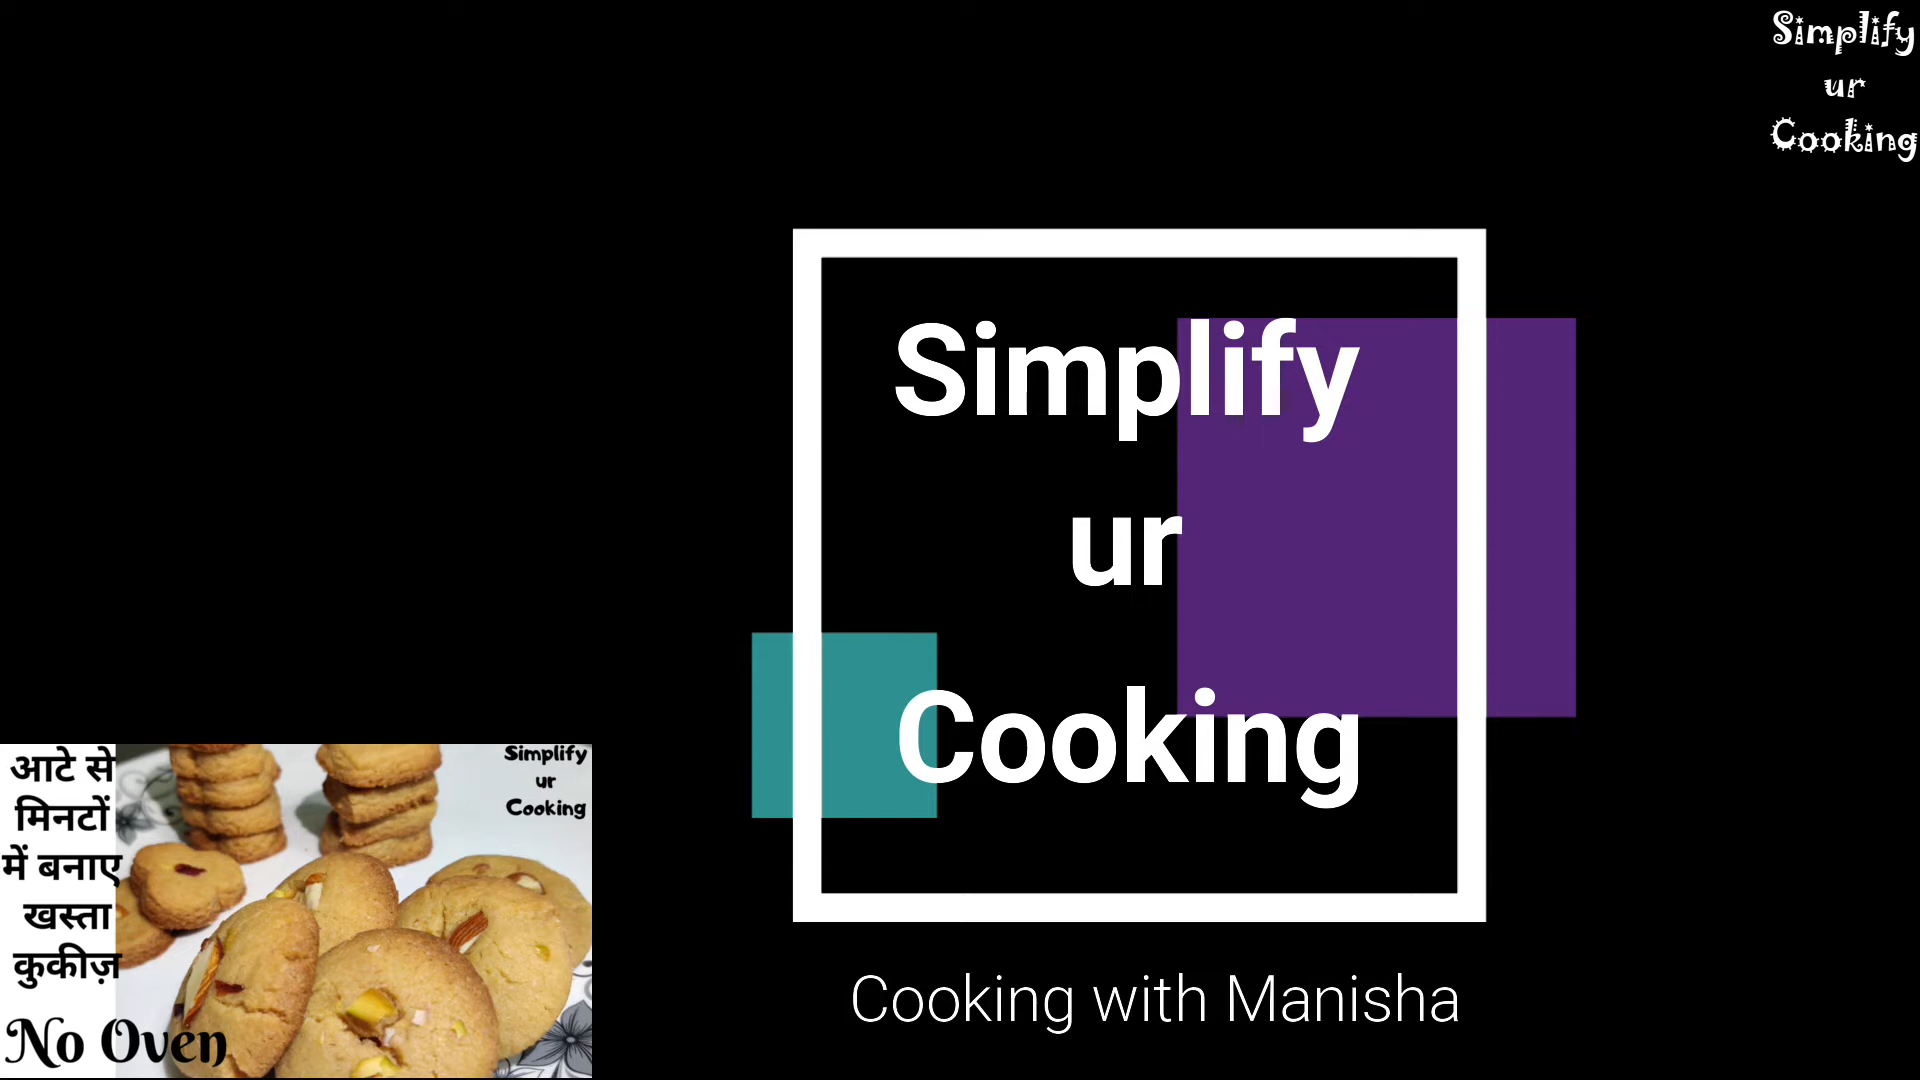 Simplify
ur
Cooking
Simplify
ur
Cooking
Cooking with Manisha
आटे से
मिनटों
में बनाए
खस्ता
कुकीज़
No Oven
Simplify
ur
Cooking